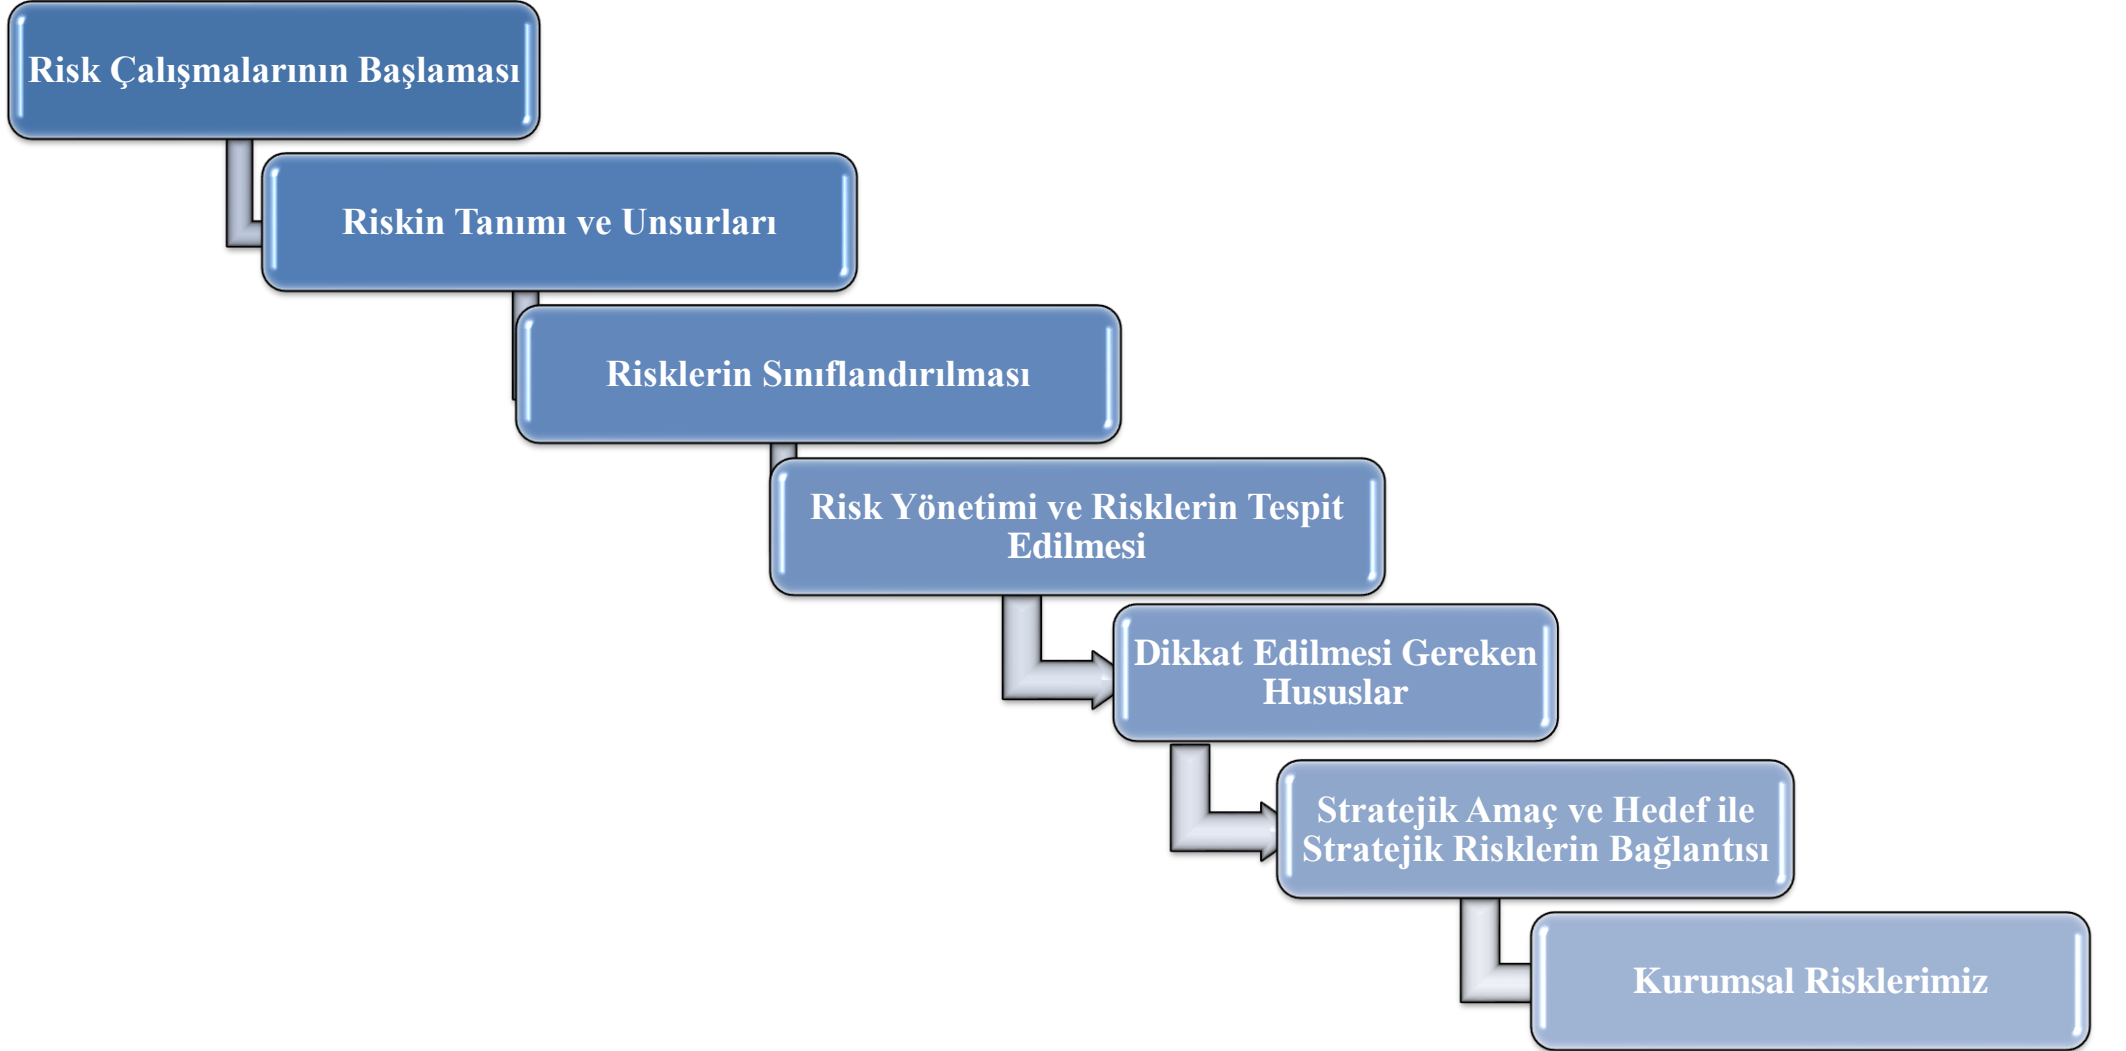 Risk Çalışmalarının Başlaması
Riskin Tanımı ve Unsurları
Risklerin Sınıflandırılması
Risk Yönetimi ve Risklerin Tespit
Edilmesi
Dikkat Edilmesi Gereken
Hususlar
Stratejik Amaç ve Hedef ile
Stratejik Risklerin Bağlantısı
Kurumsal Risklerimiz